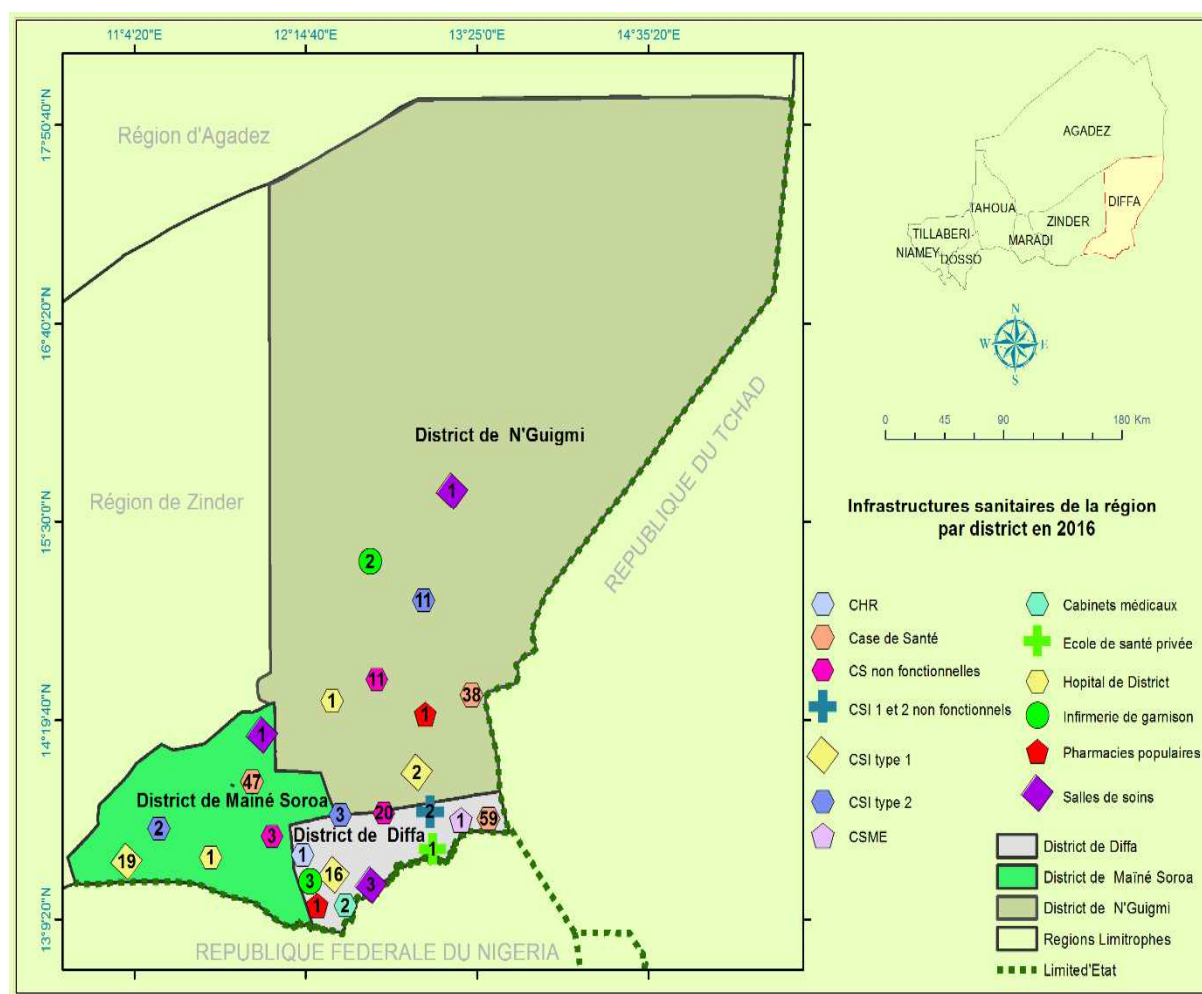 11°4'20"E
12°14'40"E
13°25'0"E
14°35'20"E
17°50'40"N
16°40'20"N
15°30'0"N
14°19'40"N
13°9'20"N
Région d'Agadez
Région de Zinder
REPUBLIQUE DU TCHAD
REPUBLIQUE FEDERALE DU NIGERIA
District de N'Guigmi
1
2
11
11
38
1
1
2
District de Maïné Soroa
1
47
2
3
19
1
District de Diffa
3
20
2
1
59
1
1
16
3
3
1
2
AGADEZ
DIFFA
TAHOUA
ZINDER
TILLABERI
MARADI
NIAMEY
DOSSO
N
W
E
S
0
45
90
180 Km
Infrastructures sanitaires de la région
par district en 2016
CHR
Case de Santé
CS non fonctionnelles
CSI 1 et 2 non fonctionnels
CSI type 1
CSI type 2
CSME
Cabinets médicaux
Ecole de santé privée
Hopital de District
Infirmerie de garnison
Pharmacies populaires
Salles de soins
District de Diffa
District de Maïné Soroa
District de N'Guigmi
Regions Limitrophes
Limited'Etat